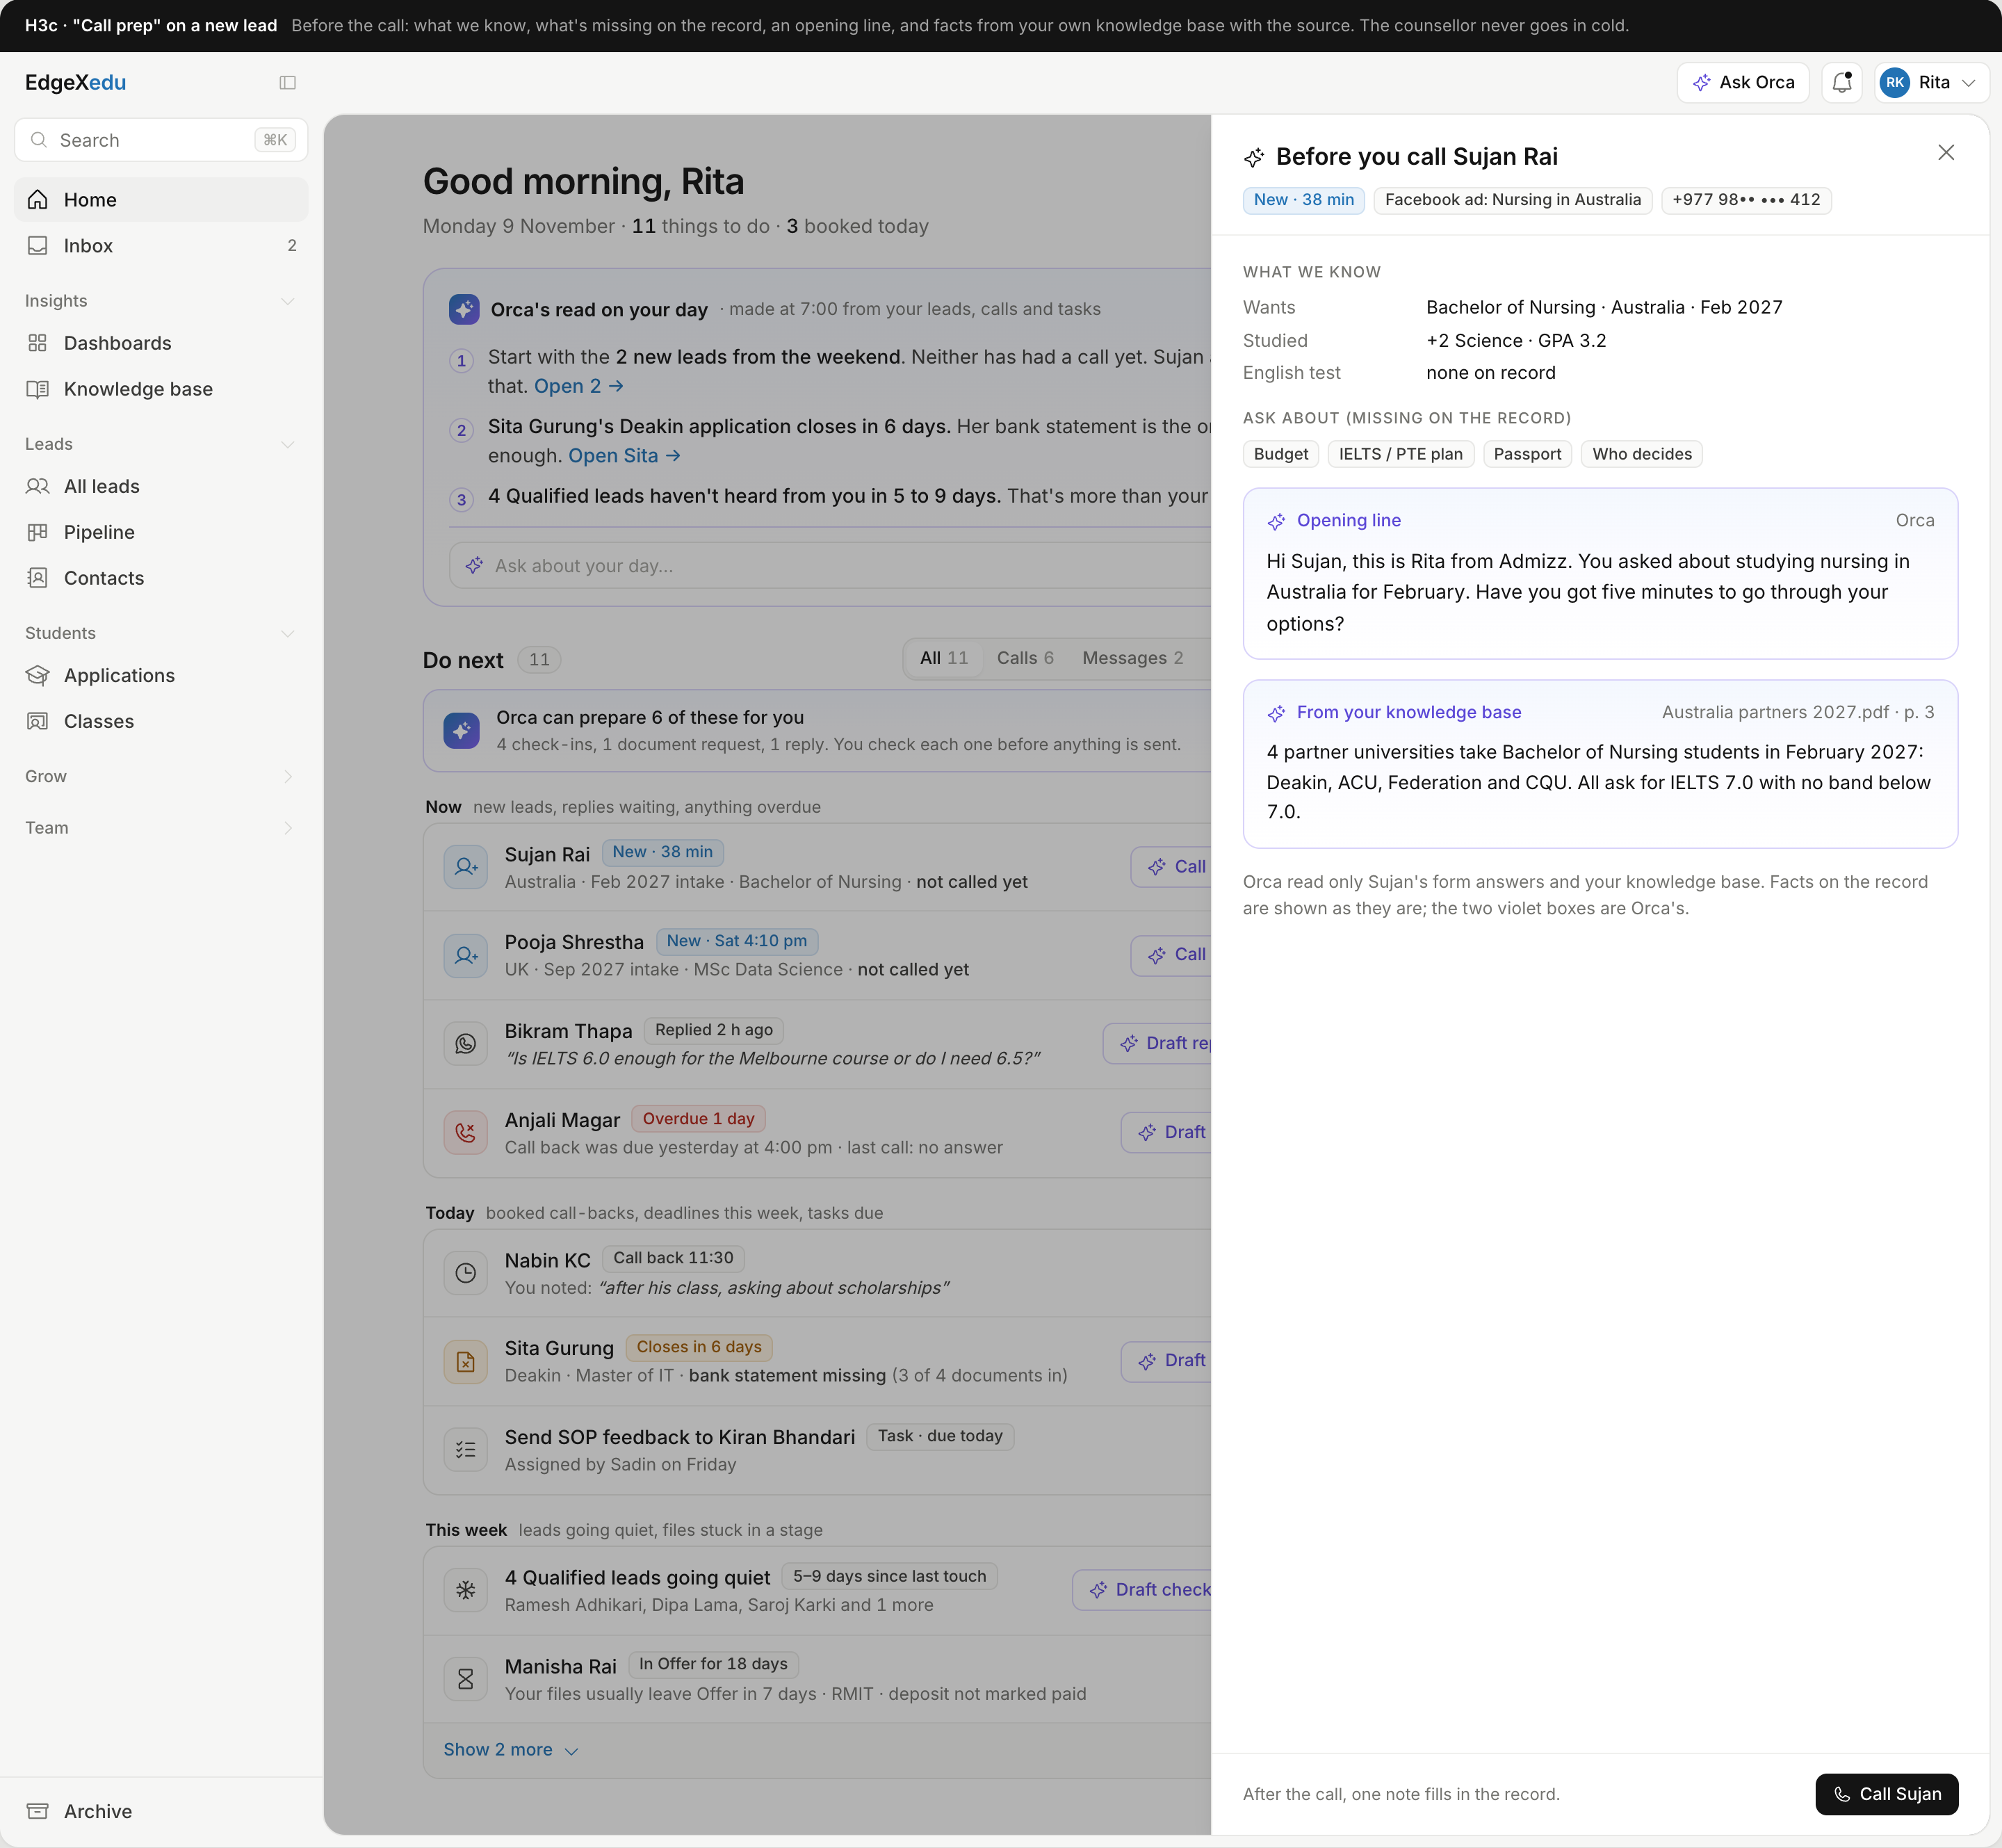 H3c · "Call prep" on a new lead Before the call: what we know, what's missing on the record, an opening line, and facts from your own knowledge base with the source. The counsellor never goes in cold.
EdgeXedu
Ask Orca
RK Rita
Search ⌘K
Home
Inbox 2
Insights
Dashboards
Knowledge base
Leads
All leads
Pipeline
Contacts
Students
Applications
Classes
Grow
Team
Archive
Good morning, Rita
Monday 9 November · 11 things to do · 3 booked today
Orca's read on your day · made at 7:00 from your leads, calls and tasks
1 Start with the 2 new leads from the weekend. Neither has had a call yet. Sujan
that. Open 2 →
2 Sita Gurung's Deakin application closes in 6 days. Her bank statement is the
enough. Open Sita →
3 4 Qualified leads haven't heard from you in 5 to 9 days. That's more than your
Ask about your day...
Do next 11
All 11 Calls 6 Messages 2
Orca can prepare 6 of these for you
4 check-ins, 1 document request, 1 reply. You check each one before anything is sent.
Now new leads, replies waiting, anything overdue
Sujan Rai New · 38 min
Australia · Feb 2027 intake · Bachelor of Nursing · not called yet
Call
Pooja Shrestha New · Sat 4:10 pm
UK · Sep 2027 intake · MSc Data Science · not called yet
Call
Bikram Thapa Replied 2 h ago
“Is IELTS 6.0 enough for the Melbourne course or do I need 6.5?”
Draft
Anjali Magar Overdue 1 day
Call back was due yesterday at 4:00 pm · last call: no answer
Draft
Today booked call-backs, deadlines this week, tasks due
Nabin KC Call back 11:30
You noted: “after his class, asking about scholarships”
Sita Gurung Closes in 6 days
Deakin · Master of IT · bank statement missing (3 of 4 documents in)
Draft
Send SOP feedback to Kiran Bhandari Task · due today
Assigned by Sadin on Friday
This week leads going quiet, files stuck in a stage
4 Qualified leads going quiet 5–9 days since last touch
Ramesh Adhikari, Dipa Lama, Saroj Karki and 1 more
Draft check
Manisha Rai In Offer for 18 days
Your files usually leave Offer in 7 days · RMIT · deposit not marked paid
Show 2 more
Before you call Sujan Rai
New · 38 min Facebook ad: Nursing in Australia +977 98•• ••• 412
WHAT WE KNOW
Wants Bachelor of Nursing · Australia · Feb 2027
Studied +2 Science · GPA 3.2
English test none on record
ASK ABOUT (MISSING ON THE RECORD)
Budget IELTS / PTE plan Passport Who decides
Opening line Orca
Hi Sujan, this is Rita from Admizz. You asked about studying nursing in
Australia for February. Have you got five minutes to go through your
options?
From your knowledge base Australia partners 2027.pdf · p. 3
4 partner universities take Bachelor of Nursing students in February 2027:
Deakin, ACU, Federation and CQU. All ask for IELTS 7.0 with no band below
7.0.
Orca read only Sujan's form answers and your knowledge base. Facts on the record
are shown as they are; the two violet boxes are Orca's.
After the call, one note fills in the record.
Call Sujan